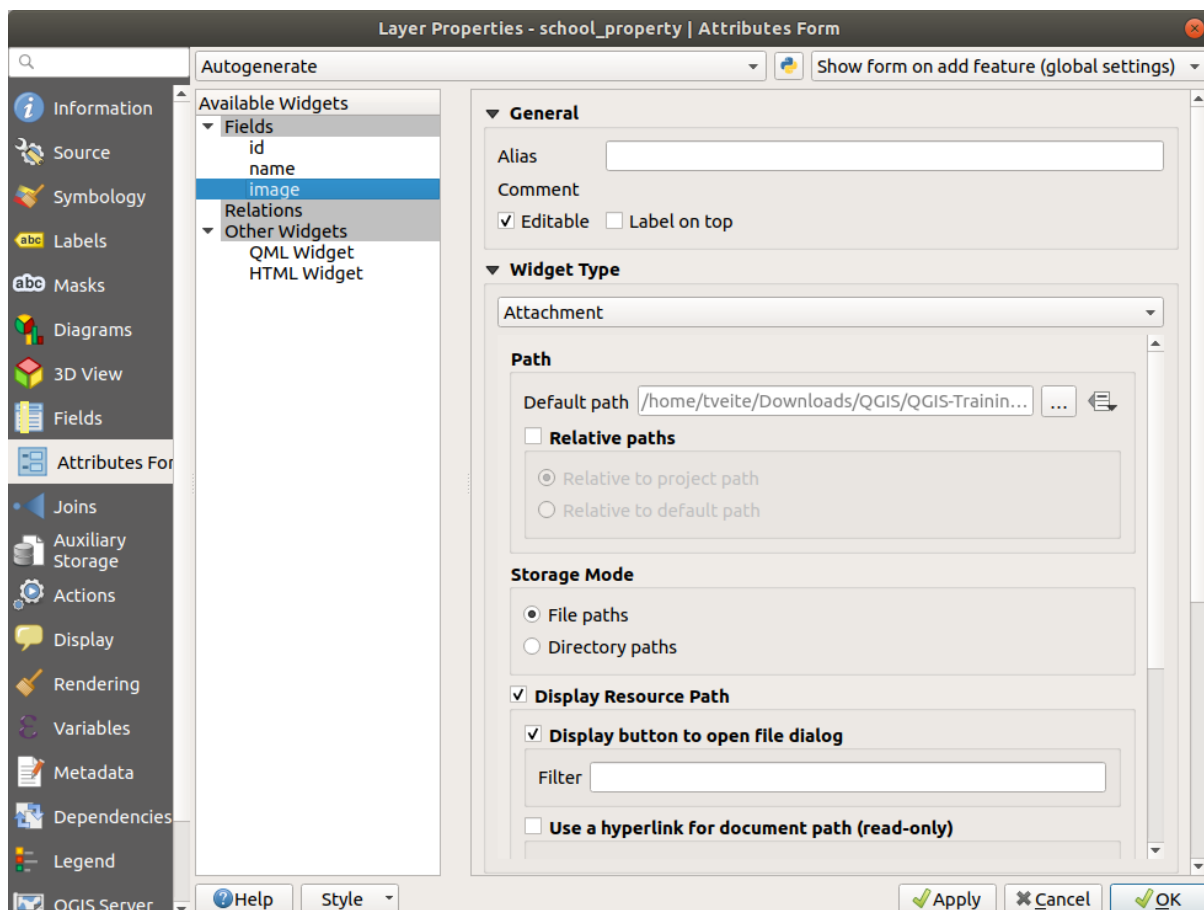 Layer Properties - school_property | Attributes Form
Autogenerate
Show form on add feature (global settings)
Information
Source
Symbology
abc Labels
abc Masks
Diagrams
3D View
Fields
Attributes For
Joins
Auxiliary
Storage
Actions
Display
Rendering
Variables
Metadata
Dependencies
Legend
QGIS Server
Available Widgets
Fields
id
name
image
Relations
Other Widgets
QML Widget
HTML Widget
General
Alias
Comment
Editable Label on top
Widget Type
Attachment
Path
Default path /home/tveite/Downloads/QGIS/QGIS-Trainin... ...
Relative paths
Relative to project path
Relative to default path
Storage Mode
File paths
Directory paths
Display Resource Path
Display button to open file dialog
Filter
Use a hyperlink for document path (read-only)
Help Style Apply Cancel OK